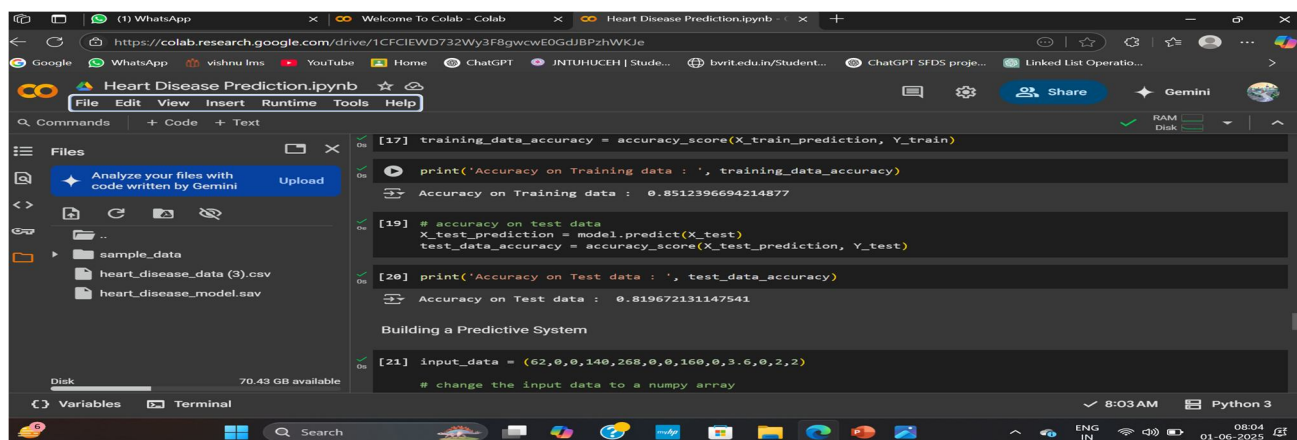 (1) WhatsApp
Welcome To Colab - Colab
Heart Disease Prediction.ipynb - C
https://colab.research.google.com/drive/1CFCIEWD732Wy3F8gwcwE0GdJBPzhWKJe
Google WhatsApp vishnu lms YouTube Home ChatGPT JNTUHUCEH | Stude... bvrit.edu.in/Student... ChatGPT SFDS proje... Linked List Operatio...
CO Heart Disease Prediction.ipynb
Share Gemini
File Edit View Insert Runtime Tools Help
Commands + Code + Text
RAM
Disk
Files
Analyze your files with
code written by Gemini
Upload
..
sample_data
heart_disease_data (3).csv
heart_disease_model.sav
Disk 70.43 GB available
0s [17] training_data_accuracy = accuracy_score(X_train_prediction, Y_train)
0s print('Accuracy on Training data : ', training_data_accuracy)
Accuracy on Training data : 0.8512396694214877
0s [19] # accuracy on test data
X_test_prediction = model.predict(X_test)
test_data_accuracy = accuracy_score(X_test_prediction, Y_test)
0s [20] print('Accuracy on Test data : ', test_data_accuracy)
Accuracy on Test data : 0.819672131147541
Building a Predictive System
0s [21] input_data = (62,0,0,140,268,0,0,160,0,3.6,0,2,2)
# change the input data to a numpy array
Variables Terminal
8:03 AM Python 3
6
Search
myhp
ENG
IN
08:04
01-06-2025